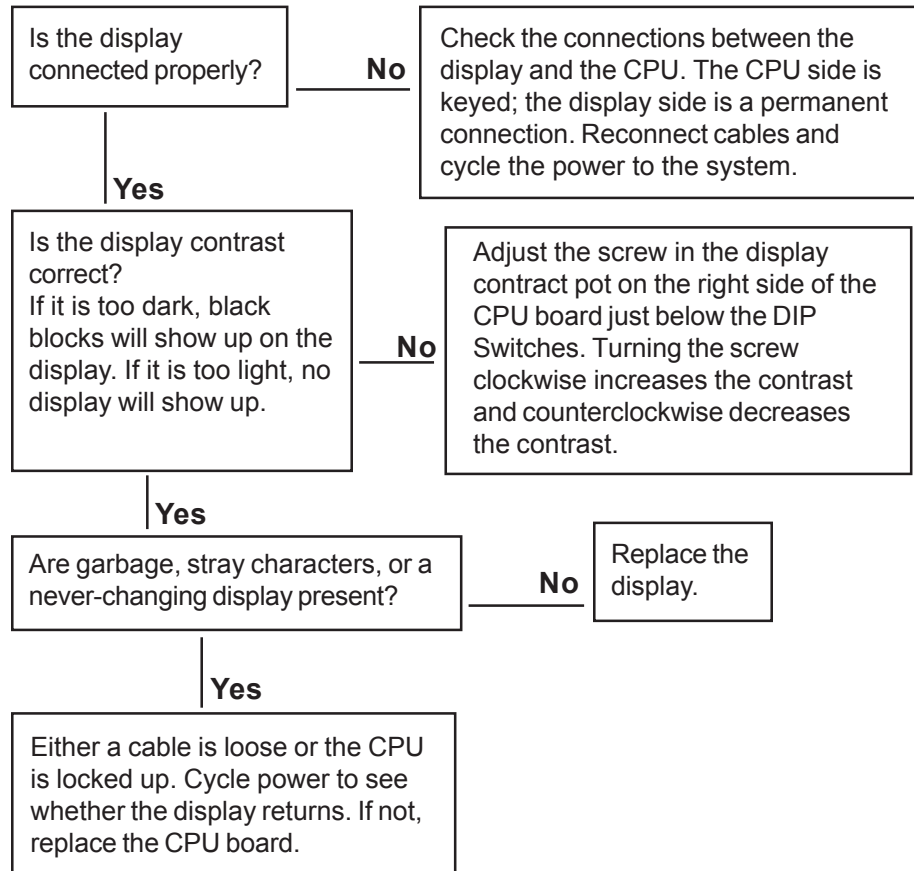 Is the display
connected properly?
No
Check the connections between the
display and the CPU. The CPU side is
keyed; the display side is a permanent
connection. Reconnect cables and
cycle the power to the system.
Yes
Is the display contrast
correct?
If it is too dark, black
blocks will show up on the
display. If it is too light, no
display will show up.
No
Adjust the screw in the display
contract pot on the right side of the
CPU board just below the DIP
Switches. Turning the screw
clockwise increases the contrast
and counterclockwise decreases
the contrast.
Yes
Are garbage, stray characters, or a
never-changing display present?
No
Replace the
display.
Yes
Either a cable is loose or the CPU
is locked up. Cycle power to see
whether the display returns. If not,
replace the CPU board.